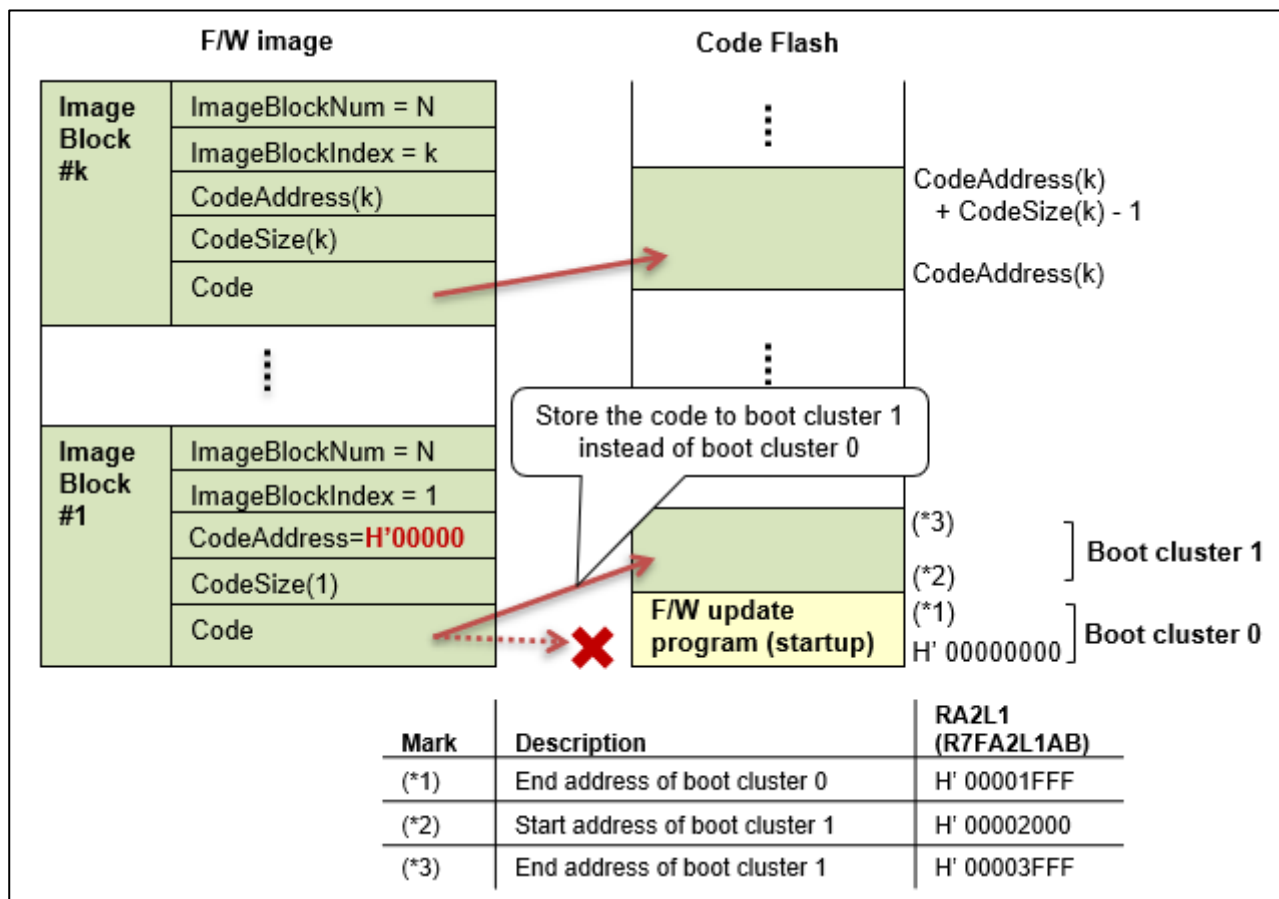 F/W image
Code Flash
Image
Block
#k
ImageBlockNum = N
ImageBlockIndex = k
CodeAddress(k)
CodeSize(k)
Code
CodeAddress(k)
+ CodeSize(k) - 1
CodeAddress(k)
Store the code to boot cluster 1
instead of boot cluster 0
Image
Block
#1
ImageBlockNum = N
ImageBlockIndex = 1
CodeAddress=H'00000
CodeSize(1)
Code
(*3)
(*2)
Boot cluster 1
F/W update
program (startup)
(*1)
H' 00000000
Boot cluster 0
Mark Description RA2L1
(R7FA2L1AB)
(*1) End address of boot cluster 0 H' 00001FFF
(*2) Start address of boot cluster 1 H' 00002000
(*3) End address of boot cluster 1 H' 00003FFF